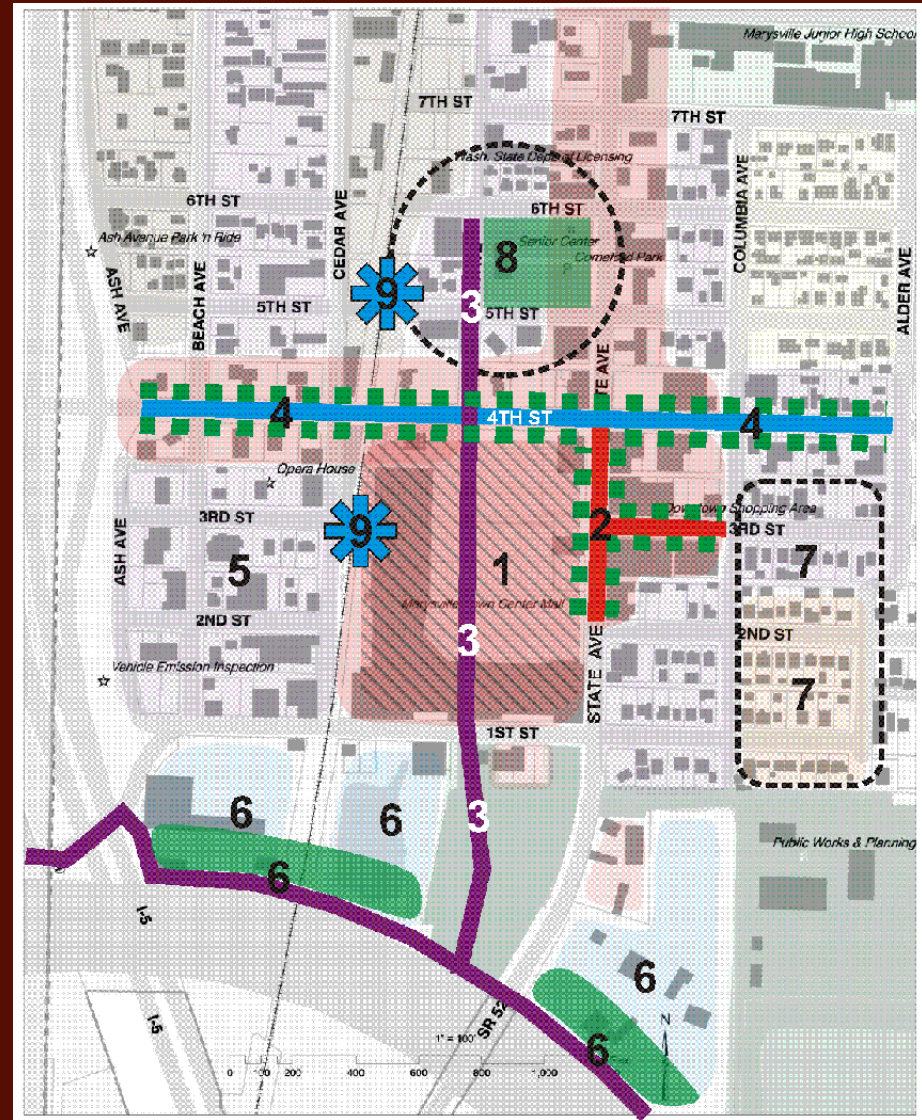 Marysville Junior High School
7TH ST
7TH ST
Wash. State Dept of Licensing
6TH ST
6TH ST
CEDAR AVE
COLUMBIA AVE
Ash Avenue Park 'n Ride
8
Senior Center
Comeford Park
P
ASH AVE
BEACH AVE
ALDER AVE
9
3
5TH ST
5TH ST
TE AVE
4
4TH ST
4
Opera House
3RD ST
9
Downtown Shopping Area
2
3RD ST
ASH AVE
5
1
7
Marysville Town Center Mall
2ND ST
3
2ND ST
Vehicle Emission Inspection
STATE AVE
7
1ST ST
6
6
3
Public Works & Planning
6
I-5
6
I-5
SR 52
N
1" = 100'
6
0 100 200 400 600 800 1,000